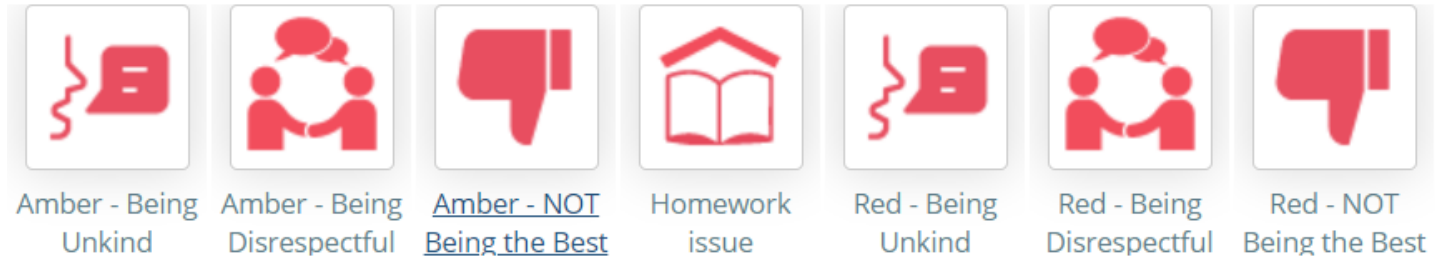 Amber - Being
Unkind
Amber - Being
Disrespectful
Amber - NOT
Being the Best
Homework
issue
Red - Being
Unkind
Red - Being
Disrespectful
Red - NOT
Being the Best